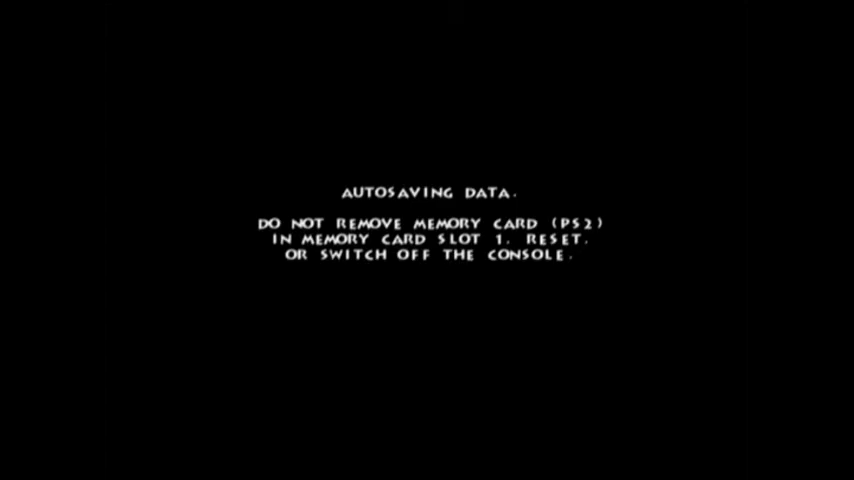 AUTOSAVING DATA.
DO NOT REMOVE MEMORY CARD (PS2)
IN MEMORY CARD SLOT 1, RESET,
OR SWITCH OFF THE CONSOLE.